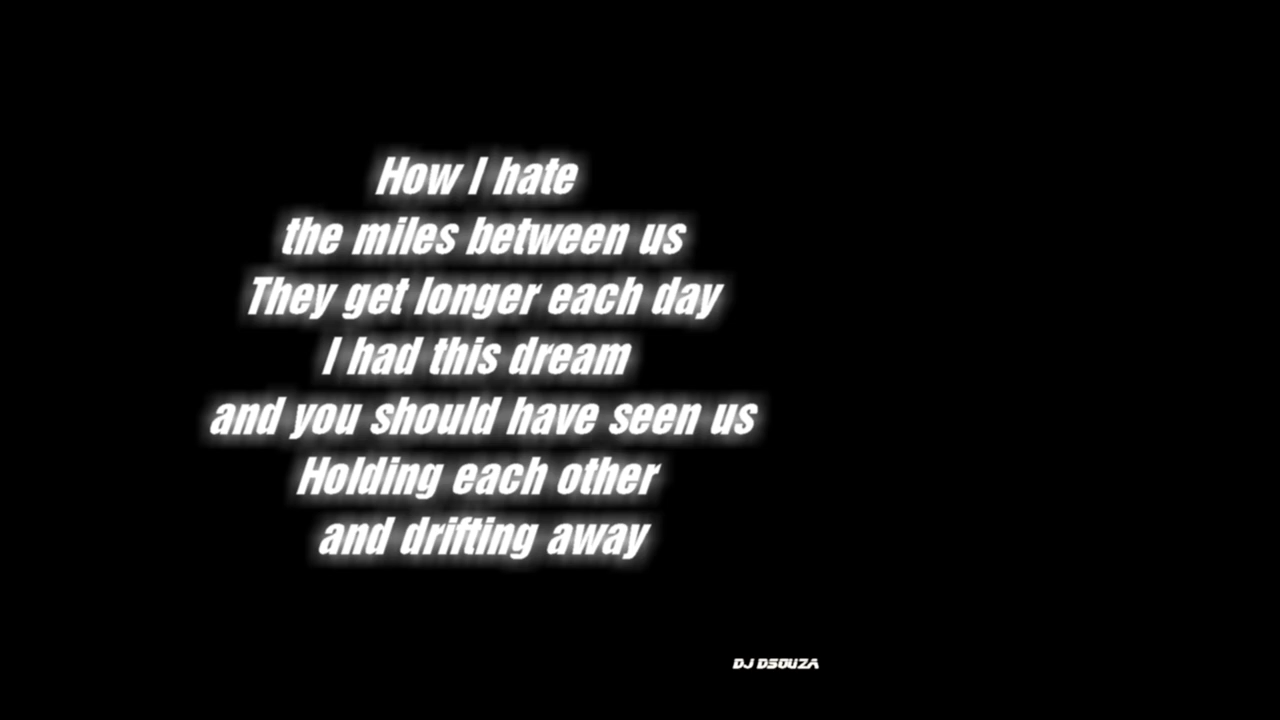 How I hate
the miles between us
They get longer each day
I had this dream
and you should have seen us
Holding each other
and drifting away
DJ DSOUZA